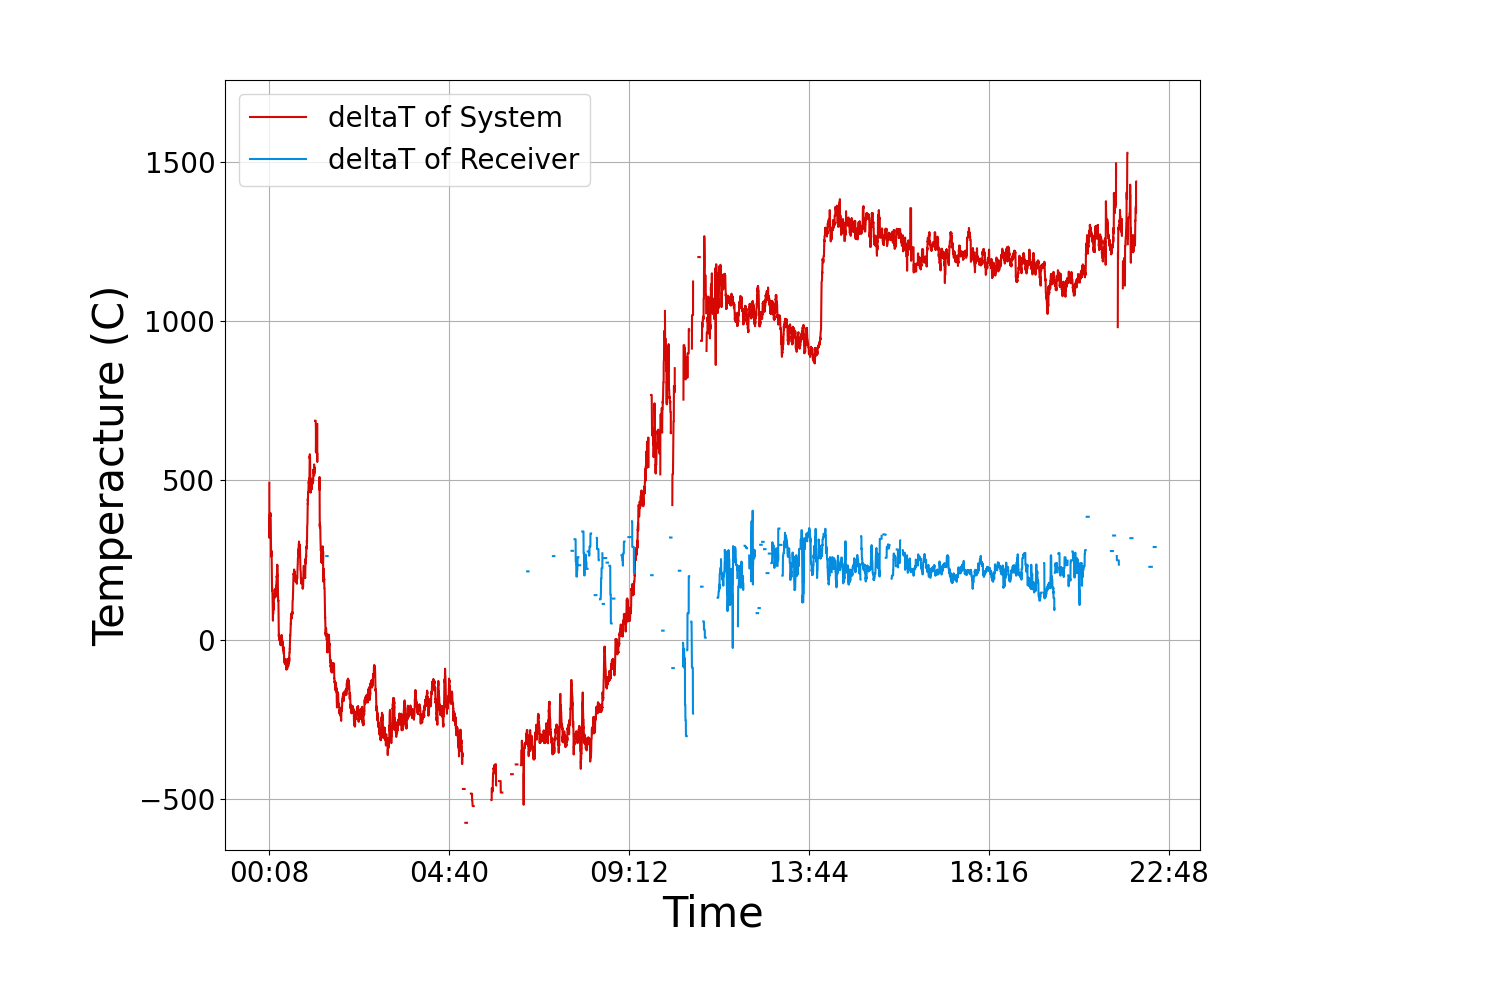 deltaT of System
deltaT of Receiver
1500
1000
500
0
−500
Temperacture (C)
00:08 04:40 09:12 13:44 18:16 22:48
Time